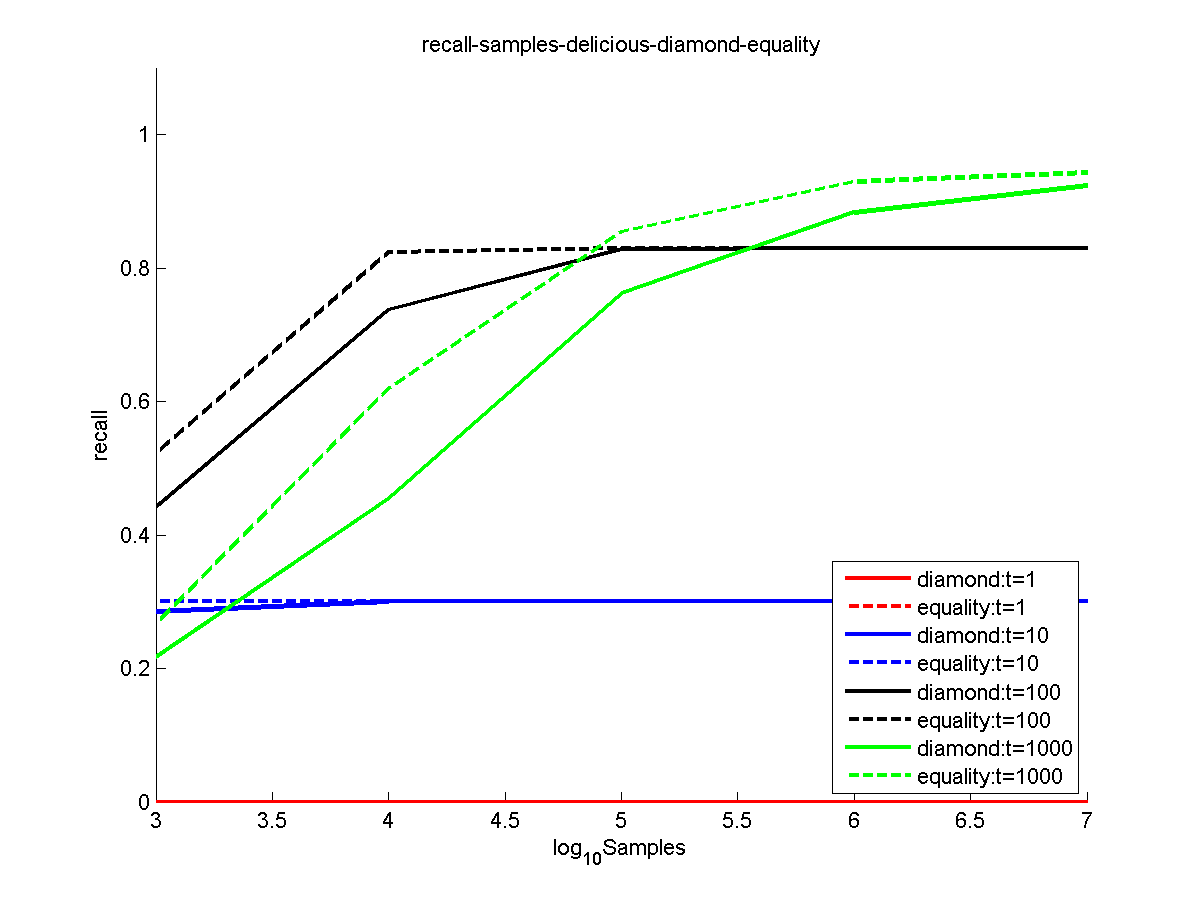 recall-samples-delicious-diamond-equality
1
0.8
0.6
0.4
0.2
0
recall
3 3.5 4 4.5 5 5.5 6 6.5 7
log10Samples
diamond:t=1
equality:t=1
diamond:t=10
equality:t=10
diamond:t=100
equality:t=100
diamond:t=1000
equality:t=1000